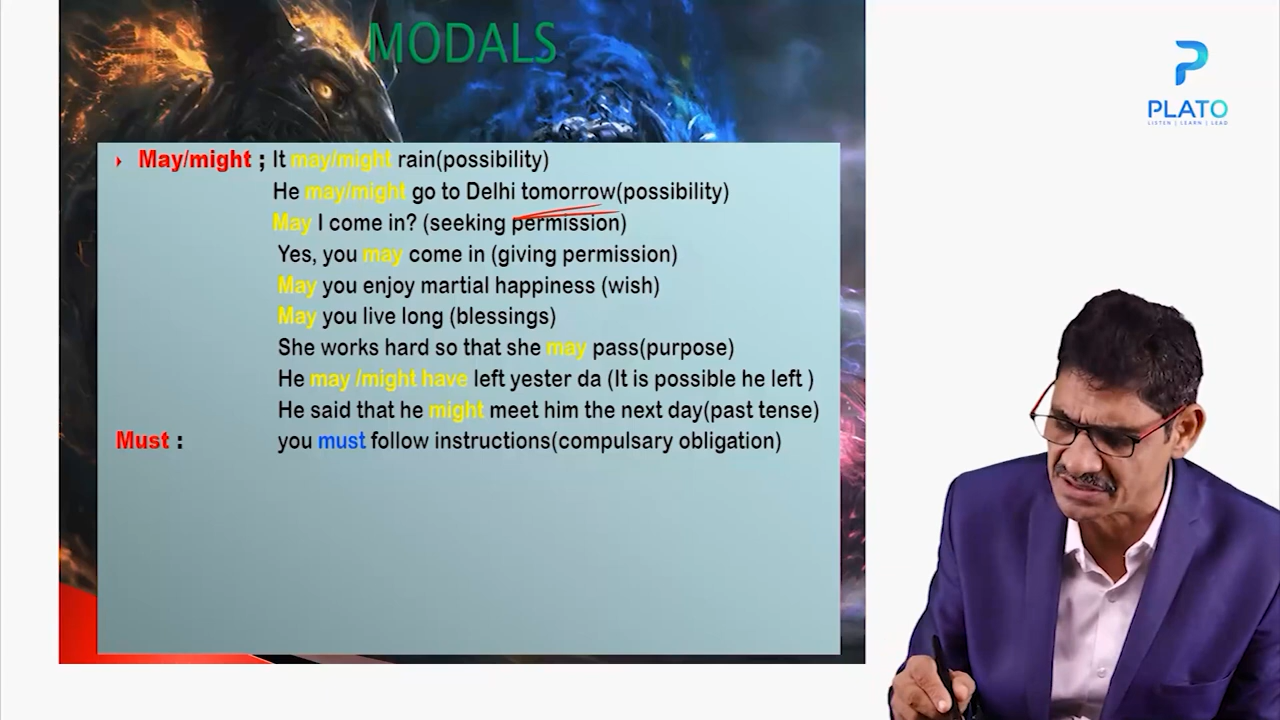 MODALS
PLATO
LISTEN | LEARN | LEAD
May/might ; It may/might rain(possibility)
He may/might go to Delhi tomorrow(possibility)
May I come in? (seeking permission)
Yes, you may come in (giving permission)
May you enjoy martial happiness (wish)
May you live long (blessings)
She works hard so that she may pass(purpose)
He may /might have left yester da (It is possible he left )
He said that he might meet him the next day(past tense)
Must : you must follow instructions(compulsary obligation)